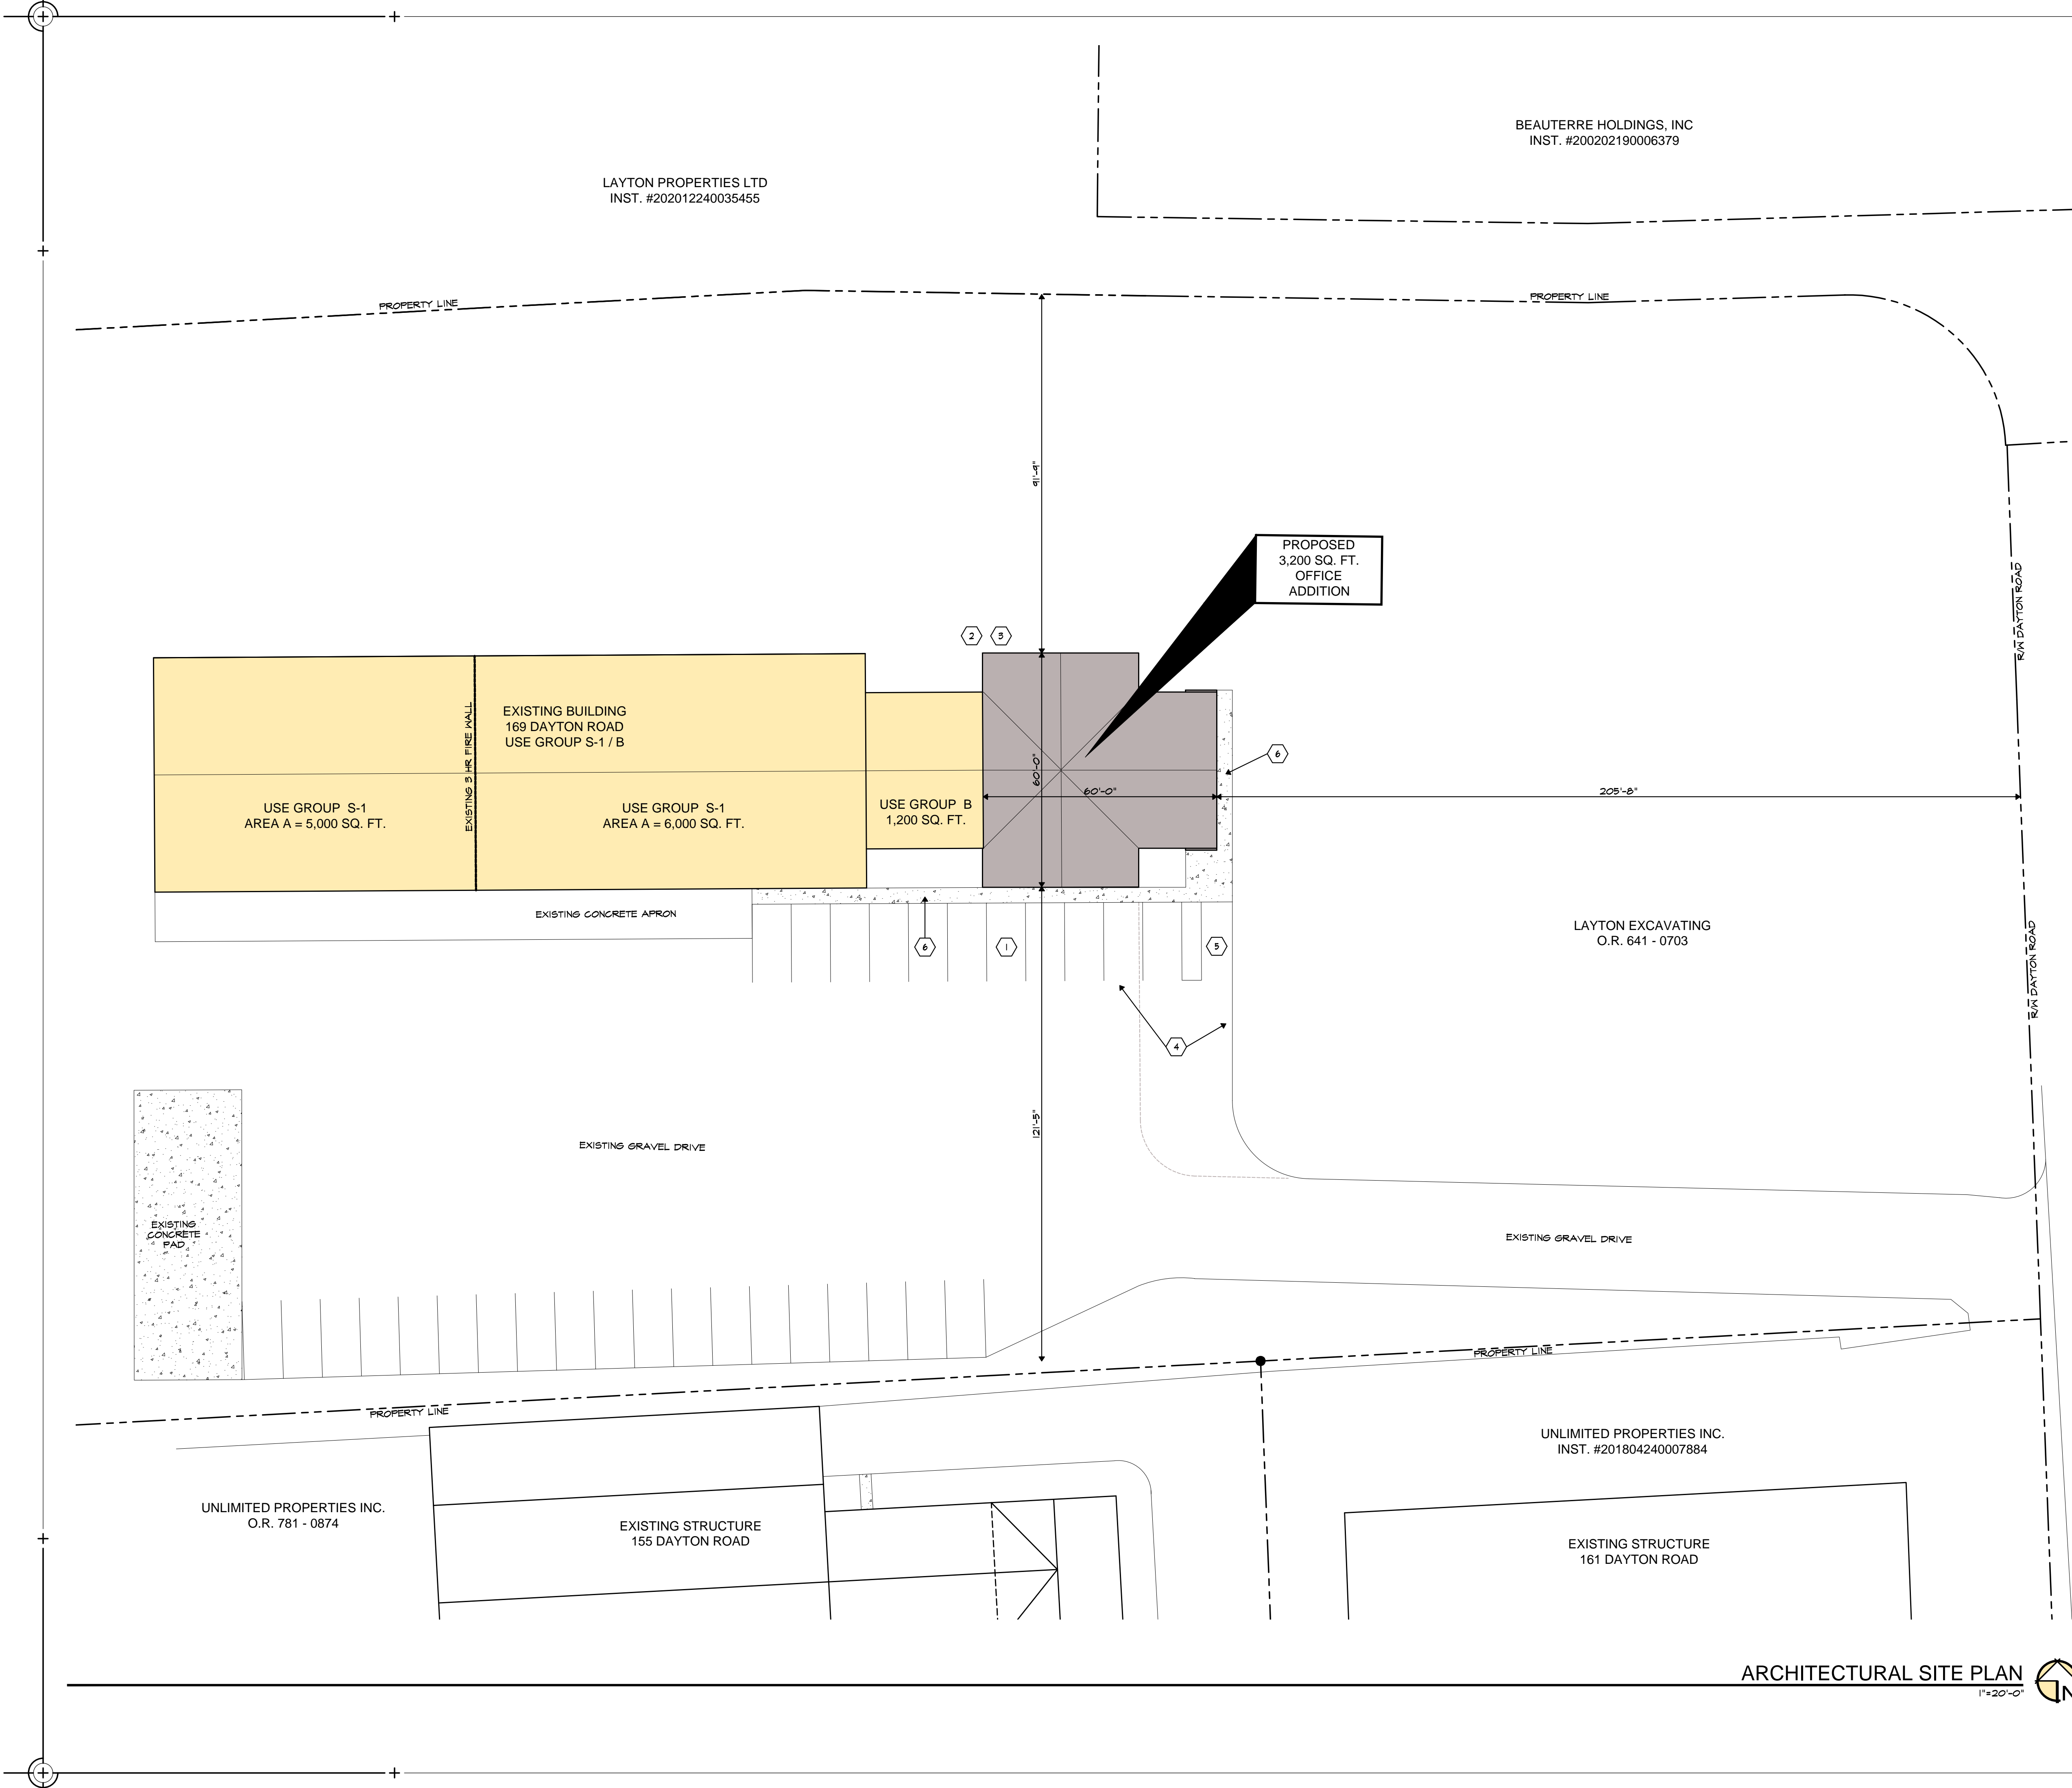 BEAUTERRE HOLDINGS, INC
INST. #200202190006379
LAYTON PROPERTIES LTD
INST. #202012240035455
PROPERTY LINE
PROPERTY LINE
91'-9"
PROPOSED
3,200 SQ. FT.
OFFICE
ADDITION
R/W DAYTON ROAD
2
3
EXISTING BUILDING
169 DAYTON ROAD
USE GROUP S-1 / B
EXISTING 3 HR FIRE WALL
6
60'-0"
60'-0"
205'-8"
USE GROUP S-1
AREA A = 5,000 SQ. FT.
USE GROUP S-1
AREA A = 6,000 SQ. FT.
USE GROUP B
1,200 SQ. FT.
EXISTING CONCRETE APRON
LAYTON EXCAVATING
O.R. 641 - 0703
R/W DAYTON ROAD
6
1
5
4
121'-5"
EXISTING GRAVEL DRIVE
EXISTING
CONCRETE
PAD
EXISTING GRAVEL DRIVE
PROPERTY LINE
PROPERTY LINE
UNLIMITED PROPERTIES INC.
INST. #201804240007884
UNLIMITED PROPERTIES INC.
O.R. 781 - 0874
EXISTING STRUCTURE
155 DAYTON ROAD
EXISTING STRUCTURE
161 DAYTON ROAD
ARCHITECTURAL SITE PLAN
1"=20'-0"
N